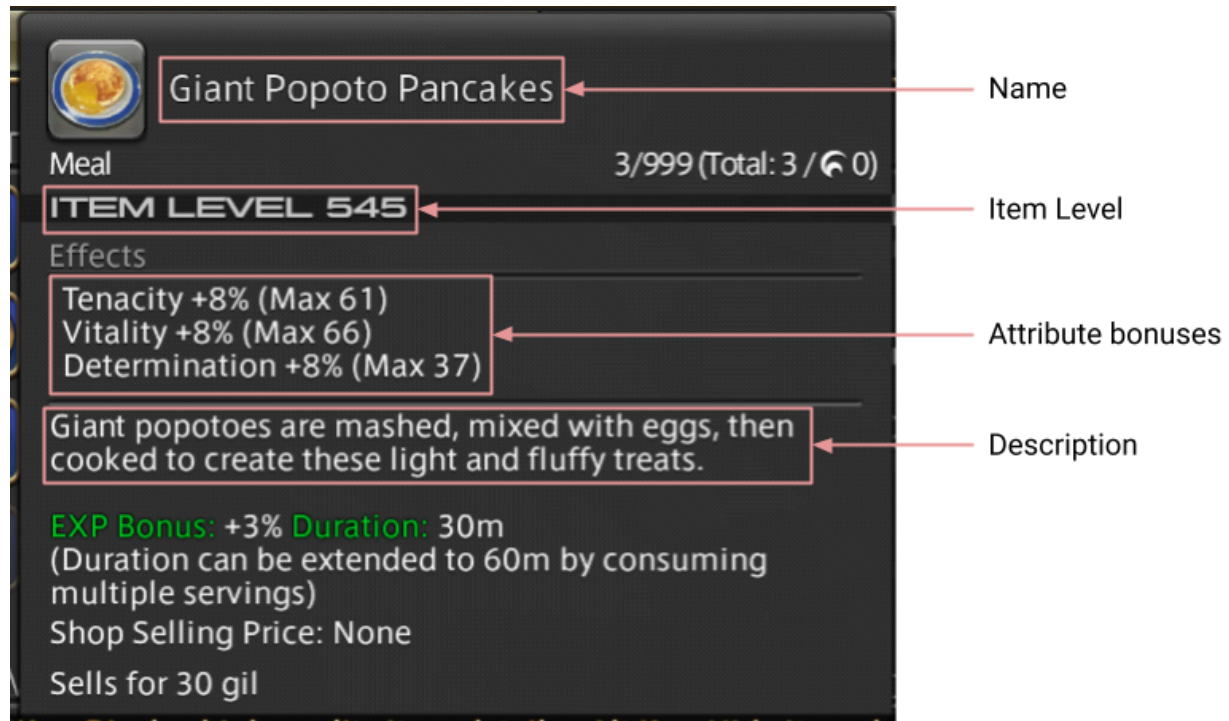 Giant Popoto Pancakes
Name
Meal
3/999 (Total: 3 / 0)
ITEM LEVEL 545
Item Level
Effects
Tenacity +8% (Max 61)
Vitality +8% (Max 66)
Determination +8% (Max 37)
Attribute bonuses
Giant popotoes are mashed, mixed with eggs, then
cooked to create these light and fluffy treats.
Description
EXP Bonus: +3% Duration: 30m
(Duration can be extended to 60m by consuming
multiple servings)
Shop Selling Price: None
Sells for 30 gil